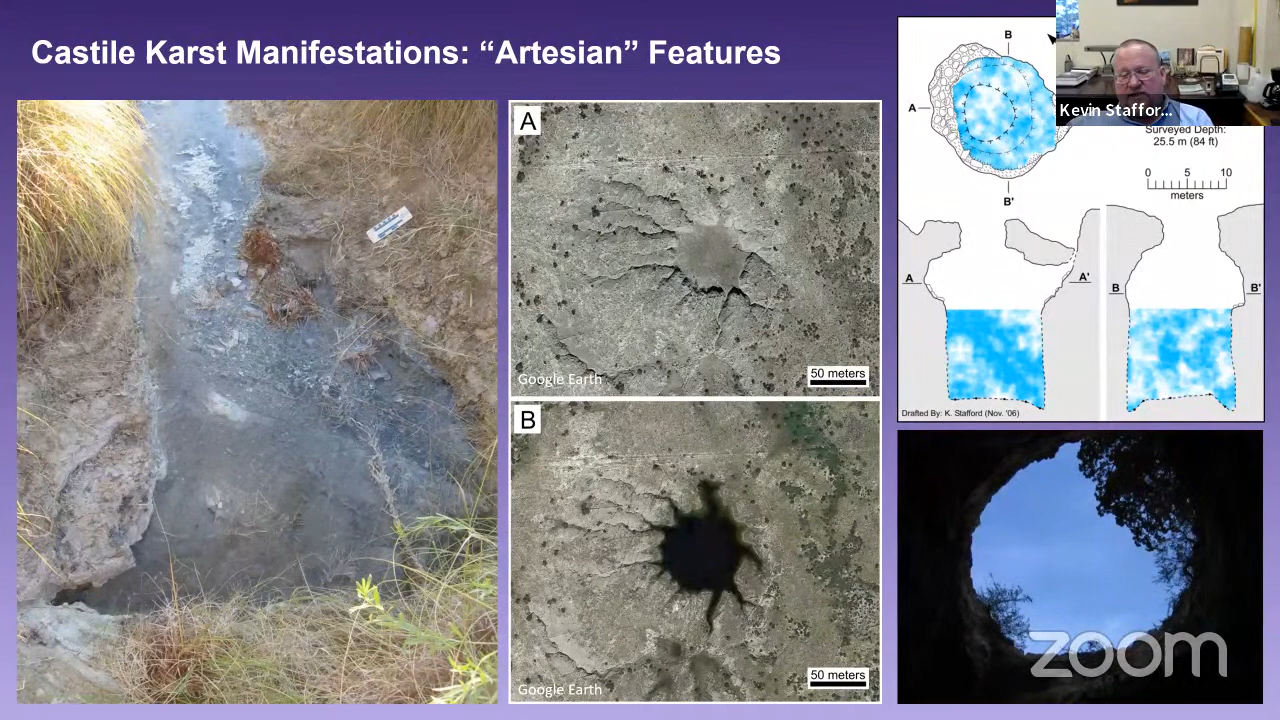 Castile Karst Manifestations: “Artesian” Features
A
Google Earth
50 meters
B
Google Earth
50 meters
B
A
B'
Kevin Staffor...
Surveyed Depth:
25.5 m (84 ft)
0 5 10
meters
A
A'
B
B'
Drafted By: K. Stafford (Nov. '06)
zoom